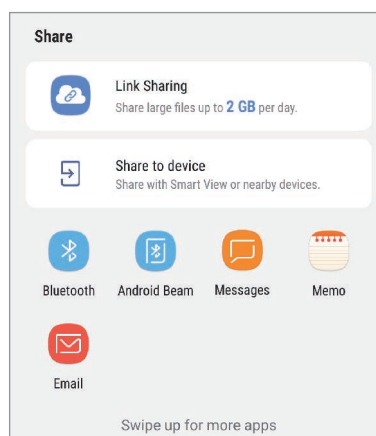 Share
Link Sharing
Share large files up to 2 GB per day.
Share to device
Share with Smart View or nearby devices.
Bluetooth Android Beam Messages Memo
Email
Swipe up for more apps